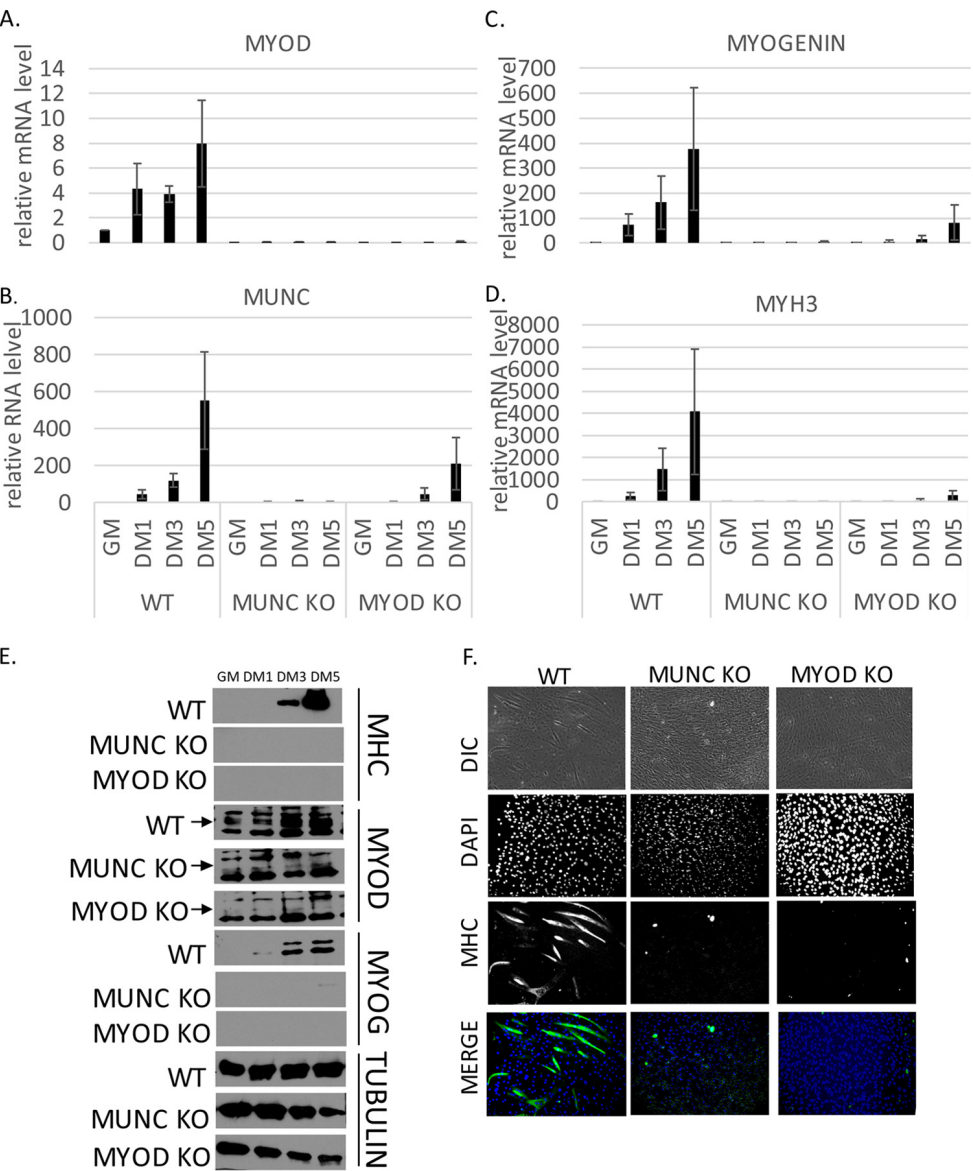 A.
MYOD
relative mRNA level
14
12
10
8
6
4
2
0
B.
MUNC
relative RNA lelvel
1000
800
600
400
200
0
GM DM1 DM3 DM5 GM DM1 DM3 DM5 GM DM1 DM3 DM5
WT MUNC KO MYOD KO
C.
MYOGENIN
relative mRNA level
700
600
500
400
300
200
100
0
D.
MYH3
relative mRNA level
8000
7000
6000
5000
4000
3000
2000
1000
0
GM DM1 DM3 DM5 GM DM1 DM3 DM5 GM DM1 DM3 DM5
WT MUNC KO MYOD KO
E.
GM DM1 DM3 DM5
WT
MUNC KO
MYOD KO
MHC
WT
MUNC KO
MYOD KO
MYOD
WT
MUNC KO
MYOD KO
MYOG
WT
MUNC KO
MYOD KO
TUBULIN
F.
WT MUNC KO MYOD KO
DIC
DAPI
MHC
MERGE